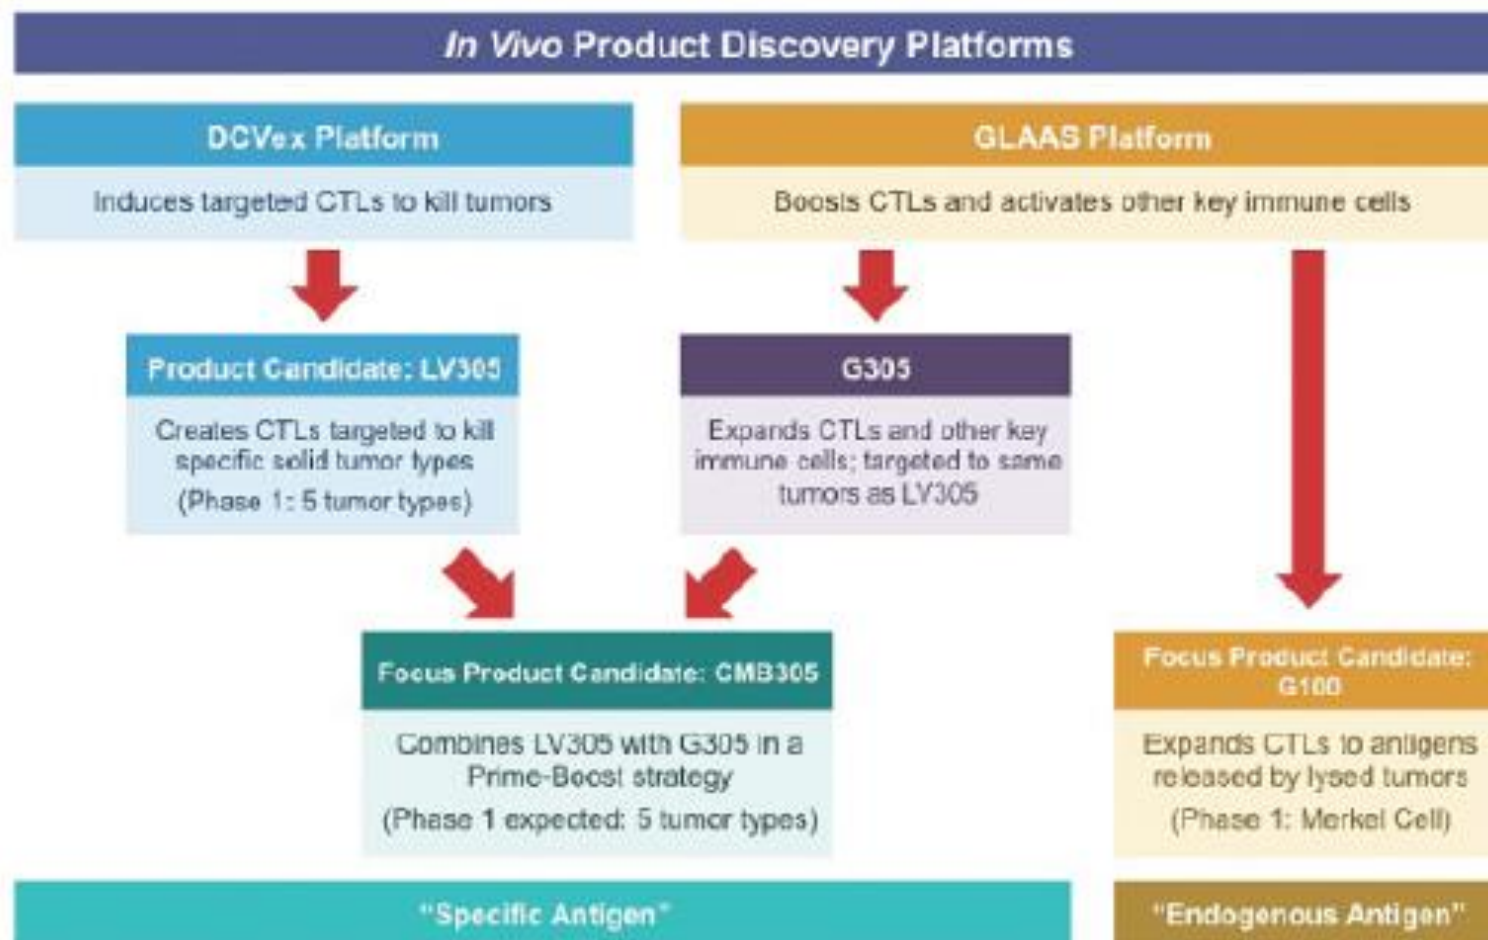 In Vivo Product Discovery Platforms
DCVex Platform
Induces targeted CTLs to kill tumors
GLAAS Platform
Boosts CTLs and activates other key immune cells
Product Candidate: LV305
Creates CTLs targeted to kill
specific solid tumor types
(Phase 1: 5 tumor types)
G305
Expands CTLs and other key
immune cells; targeted to same
tumors as LV305
Focus Product Candidate: CMB305
Combines LV305 with G305 in a
Prime-Boost strategy
(Phase 1 expected: 5 tumor types)
Focus Product Candidate:
G100
Expands CTLs to antigens
released by lysed tumors
(Phase 1: Merkel Cell)
"Specific Antigen"
"Endogenous Antigen"